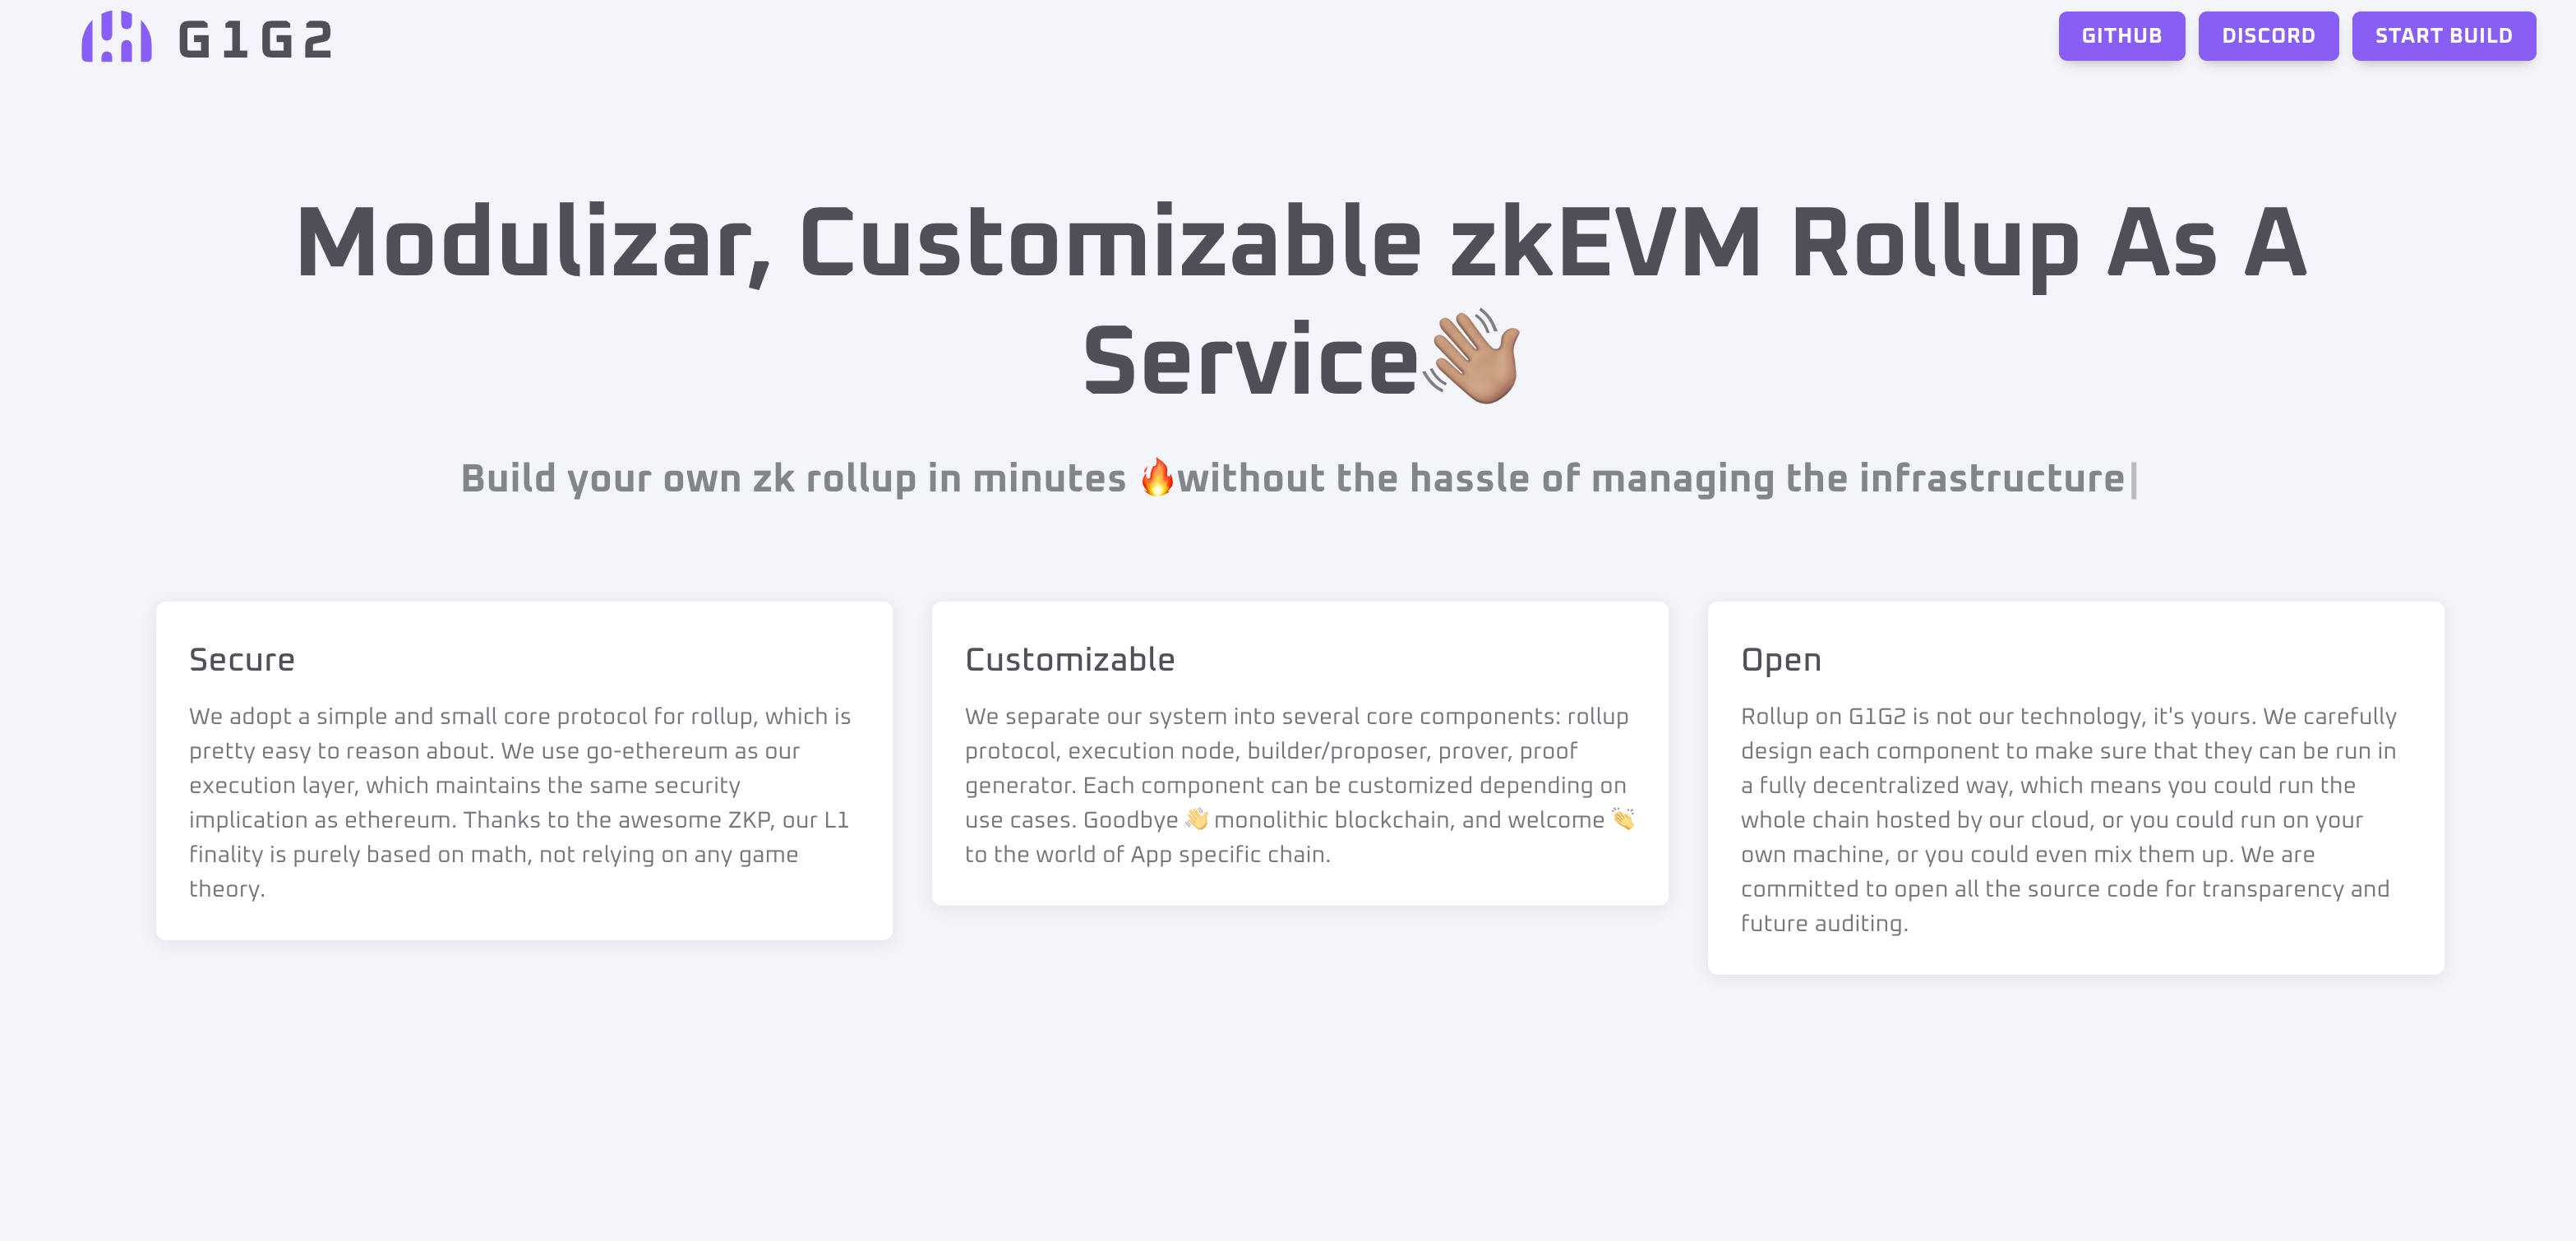 G1G2
GITHUB
DISCORD
START BUILD
Modulizar, Customizable zkEVM Rollup As A
Service👋🏽
Build your own zk rollup in minutes 🔥without the hassle of managing the infrastructure|
Secure
We adopt a simple and small core protocol for rollup, which is
pretty easy to reason about. We use go-ethereum as our
execution layer, which maintains the same security
implication as ethereum. Thanks to the awesome ZKP, our L1
finality is purely based on math, not relying on any game
theory.
Customizable
We separate our system into several core components: rollup
protocol, execution node, builder/proposer, prover, proof
generator. Each component can be customized depending on
use cases. Goodbye 👋 monolithic blockchain, and welcome 👏
to the world of App specific chain.
Open
Rollup on G1G2 is not our technology, it's yours. We carefully
design each component to make sure that they can be run in
a fully decentralized way, which means you could run the
whole chain hosted by our cloud, or you could run on your
own machine, or you could even mix them up. We are
committed to open all the source code for transparency and
future auditing.